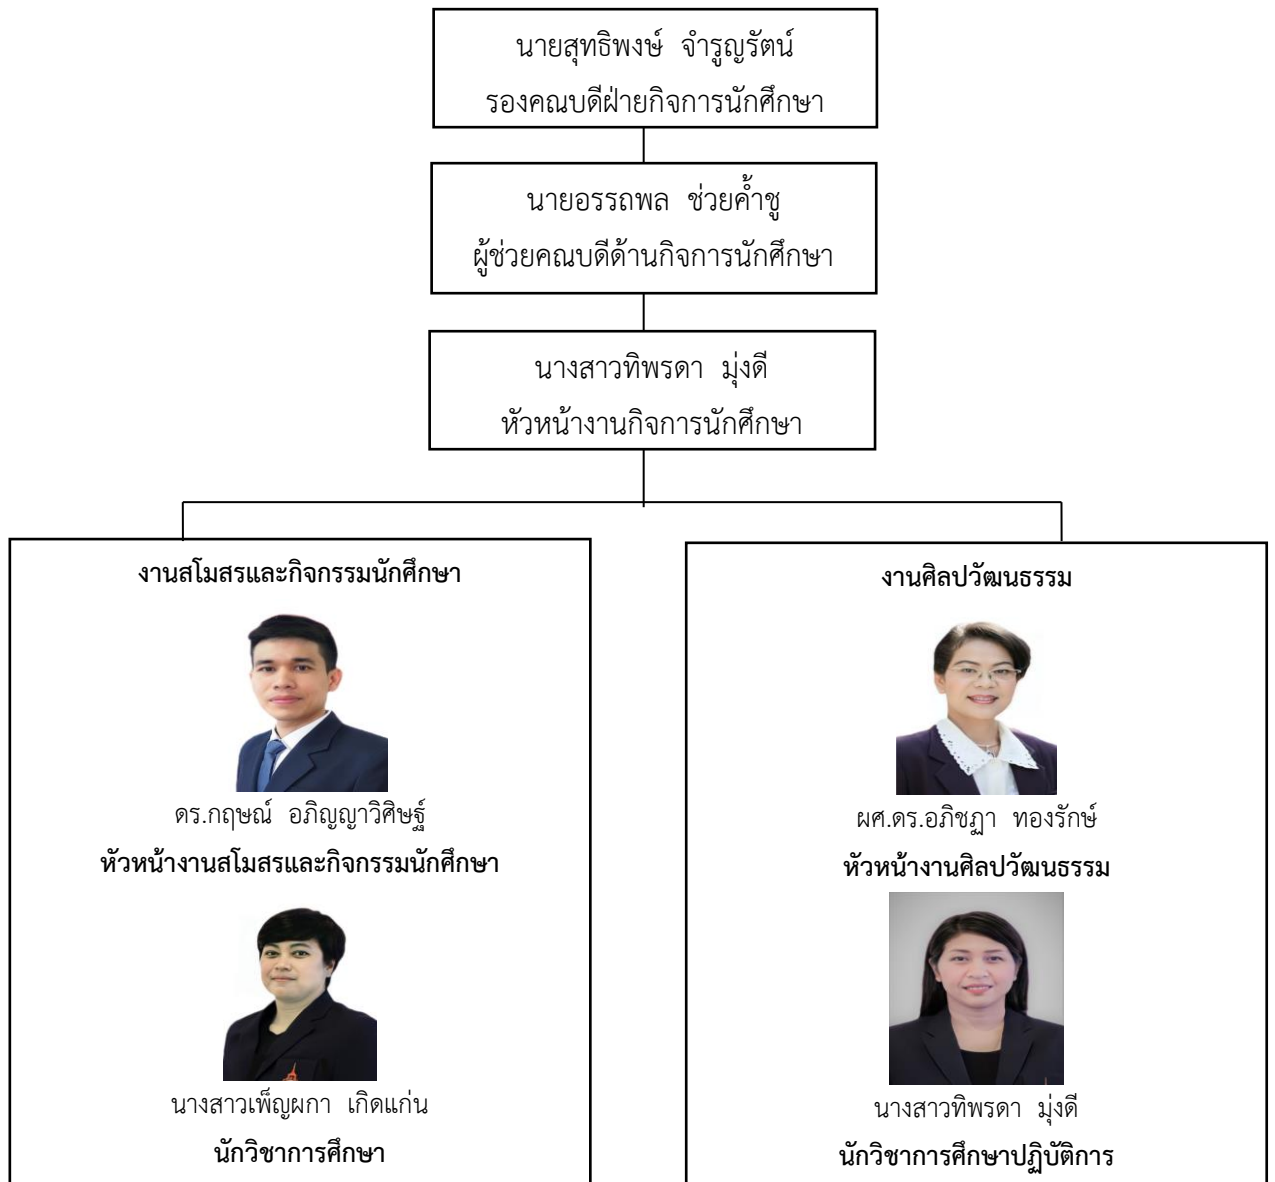 นายสุทธิพงษ์ จำรูญรัตน์
รองคณบดีฝ่ายกิจการนักศึกษา
นายอรรถพล ช่วยค้ำชู
ผู้ช่วยคณบดีด้านกิจการนักศึกษา
นางสาวทิพรดา มุ่งดี
หัวหน้างานกิจการนักศึกษา
งานสโมสรและกิจกรรมนักศึกษา
ดร.กฤษณ์ อภิญญาวิศิษฐ์
หัวหน้างานสโมสรและกิจกรรมนักศึกษา
นางสาวเพ็ญผกา เกิดแก่น
นักวิชาการศึกษา
งานศิลปวัฒนธรรม
ผศ.ดร.อภิชฎา ทองรักษ์
หัวหน้างานศิลปวัฒนธรรม
นางสาวทิพรดา มุ่งดี
นักวิชาการศึกษาปฏิบัติการ